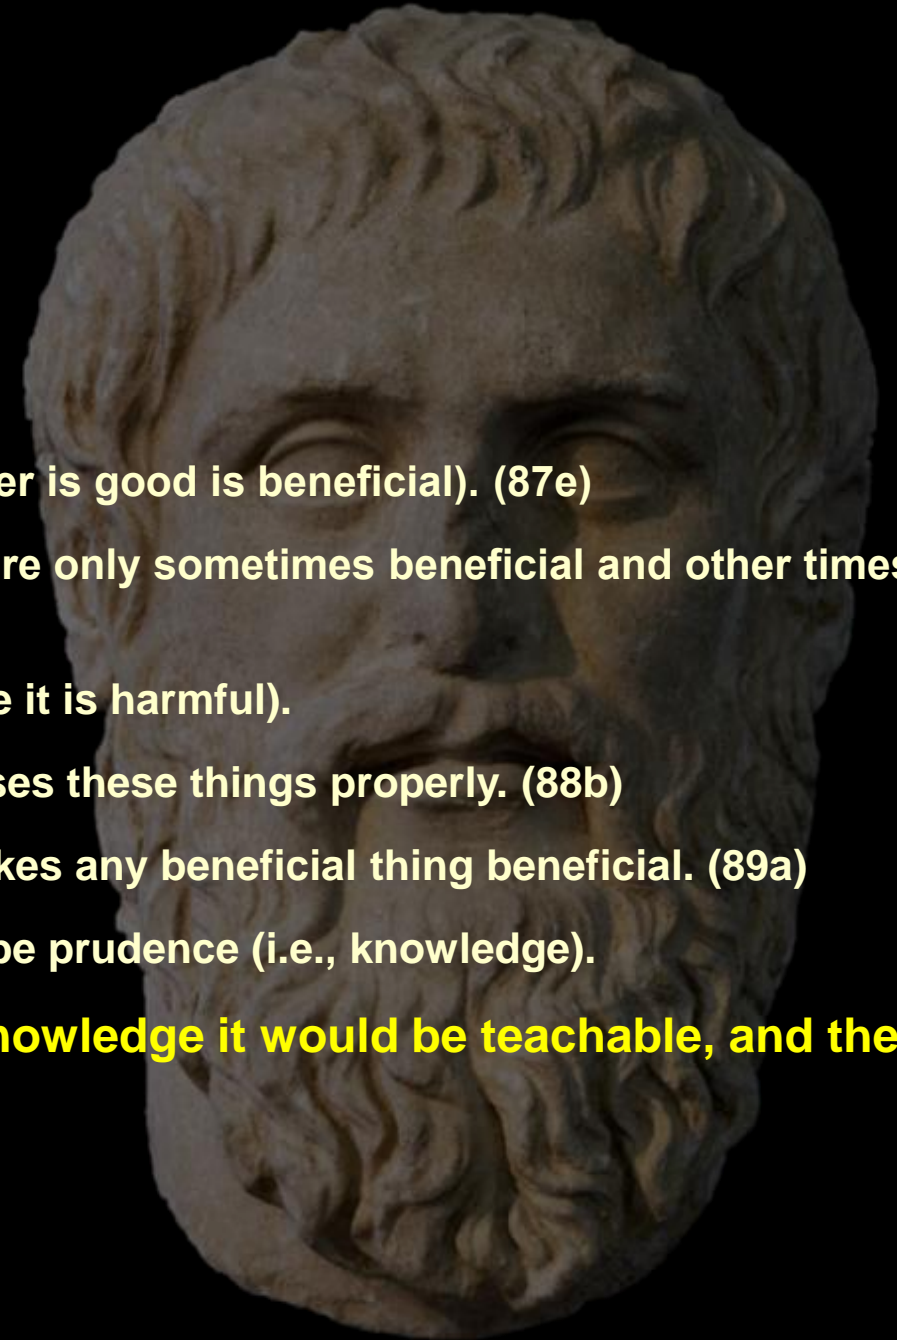 er is good is beneficial). (87e)
re only sometimes beneficial and other times
e it is harmful).
ses these things properly. (88b)
kes any beneficial thing beneficial. (89a)
be prudence (i.e., knowledge).
nowledge it would be teachable, and the